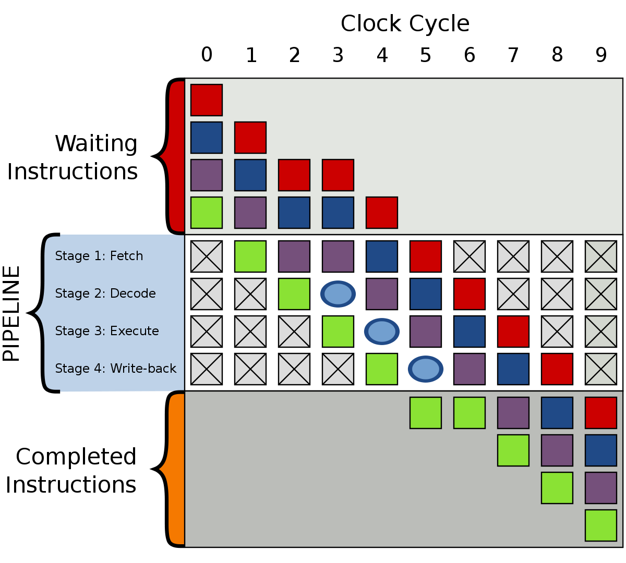 Clock Cycle
0 1 2 3 4 5 6 7 8 9
Waiting
Instructions
PIPELINE
Stage 1: Fetch
Stage 2: Decode
Stage 3: Execute
Stage 4: Write-back
Completed
Instructions